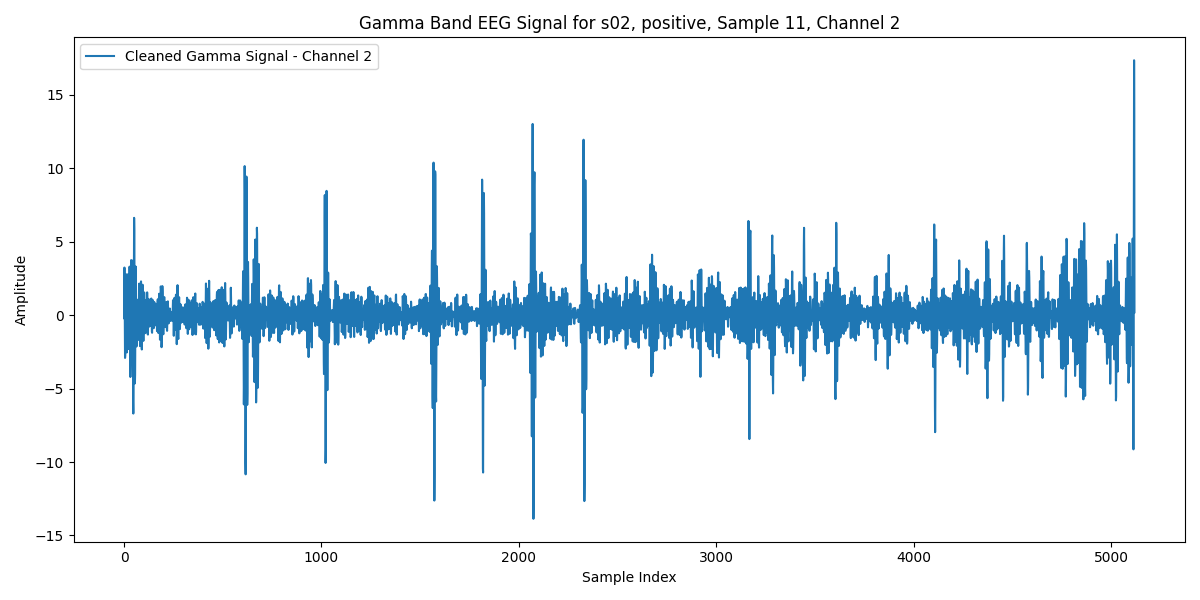 Gamma Band EEG Signal for s02, positive, Sample 11, Channel 2
Cleaned Gamma Signal - Channel 2
Amplitude
15
10
5
0
−5
−10
−15
0 1000 2000 3000 4000 5000
Sample Index